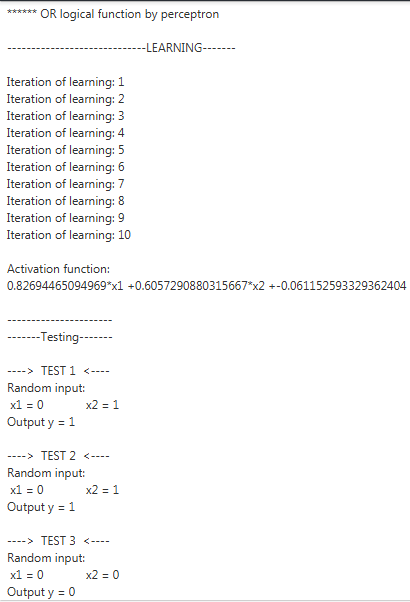 ****** OR logical function by perceptron
-----------------------------LEARNING-------
Iteration of learning: 1
Iteration of learning: 2
Iteration of learning: 3
Iteration of learning: 4
Iteration of learning: 5
Iteration of learning: 6
Iteration of learning: 7
Iteration of learning: 8
Iteration of learning: 9
Iteration of learning: 10
Activation function:
0.82694465094969*x1 +0.6057290880315667*x2 +-0.061152593329362404
----------------------
-------Testing-------
----> TEST 1 <----
Random input:
x1 = 0 x2 = 1
Output y = 1
----> TEST 2 <----
Random input:
x1 = 0 x2 = 1
Output y = 1
----> TEST 3 <----
Random input:
x1 = 0 x2 = 0
Output y = 0